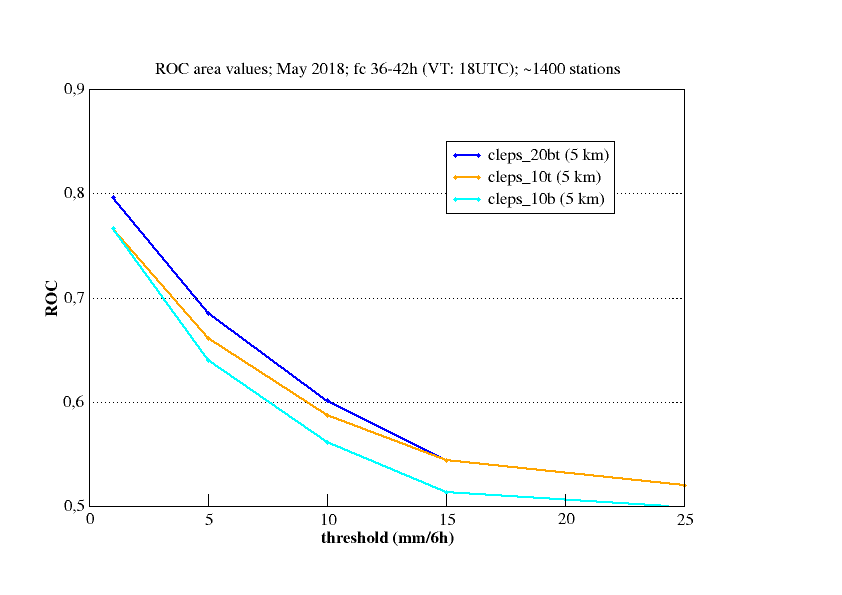 ROC area values; May 2018; fc 36-42h (VT: 18UTC); ~1400 stations
0,9
cleps_20bt (5 km)
cleps_10t (5 km)
cleps_10b (5 km)
0,8
ROC
0,7
0,6
0,5
0 5 10 15 20 25
threshold (mm/6h)